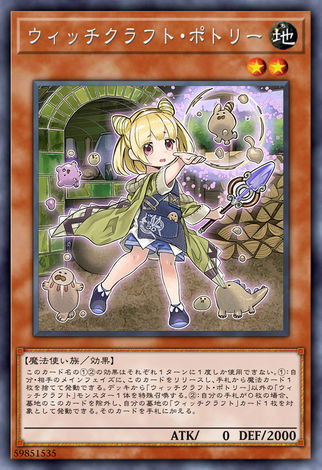 ウィッチクラフト・ポトリー
地
【魔法使い族／効果】
このカード名の①②の効果はそれぞれ１ターンに１度しか使用できない。①：自
分・相手のメインフェイズに、このカードをリリースし、手札から魔法カード１
枚を捨てて発動できる。デッキから「ウィッチクラフト・ポトリー」以外の「ウィ
ッチクラフト」モンスター１体を特殊召喚する。②：自分の手札が０枚の場合、
墓地のこのカードを除外し、自分の墓地の「ウィッチクラフト」カード１枚を対
象として発動できる。そのカードを手札に加える。
ATK/ 0 DEF/2000
59851535